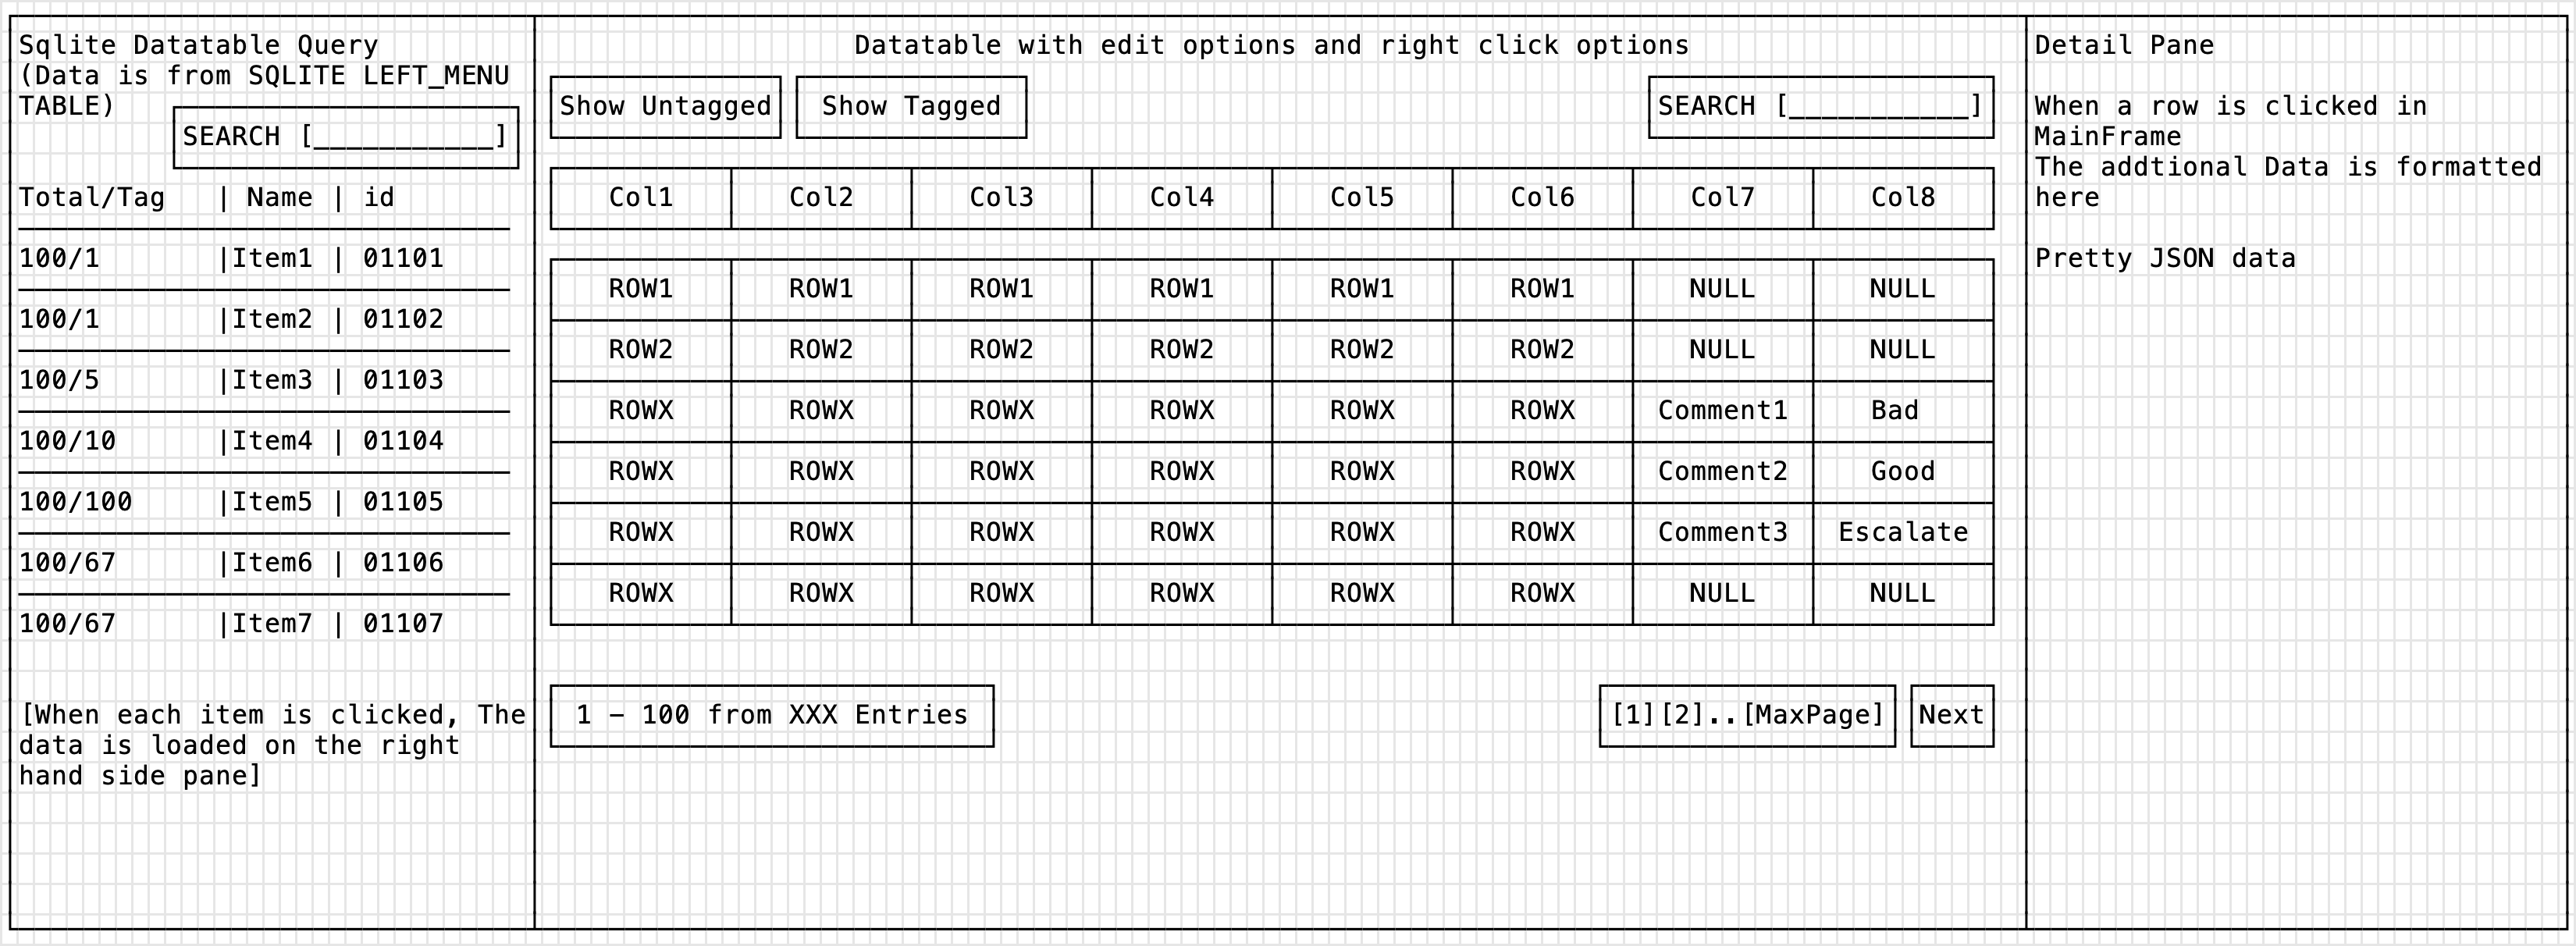 Sqlite Datatable Query
(Data is from SQLITE LEFT_MENU
TABLE)
SEARCH [___________]
Total/Tag | Name | id
100/1 |Item1 | 01101
100/1 |Item2 | 01102
100/5 |Item3 | 01103
100/10 |Item4 | 01104
100/100 |Item5 | 01105
100/67 |Item6 | 01106
100/67 |Item7 | 01107
[When each item is clicked, The
data is loaded on the right
hand side pane]
Datatable with edit options and right click options
Show Untagged Show Tagged SEARCH [___________]
Col1 Col2 Col3 Col4 Col5 Col6 Col7 Col8
ROW1 ROW1 ROW1 ROW1 ROW1 ROW1 NULL NULL
ROW2 ROW2 ROW2 ROW2 ROW2 ROW2 NULL NULL
ROWX ROWX ROWX ROWX ROWX ROWX Comment1 Bad
ROWX ROWX ROWX ROWX ROWX ROWX Comment2 Good
ROWX ROWX ROWX ROWX ROWX ROWX Comment3 Escalate
ROWX ROWX ROWX ROWX ROWX ROWX NULL NULL
1 – 100 from XXX Entries [1][2]..[MaxPage] Next
Detail Pane
When a row is clicked in
MainFrame
The addtional Data is formatted
here
Pretty JSON data